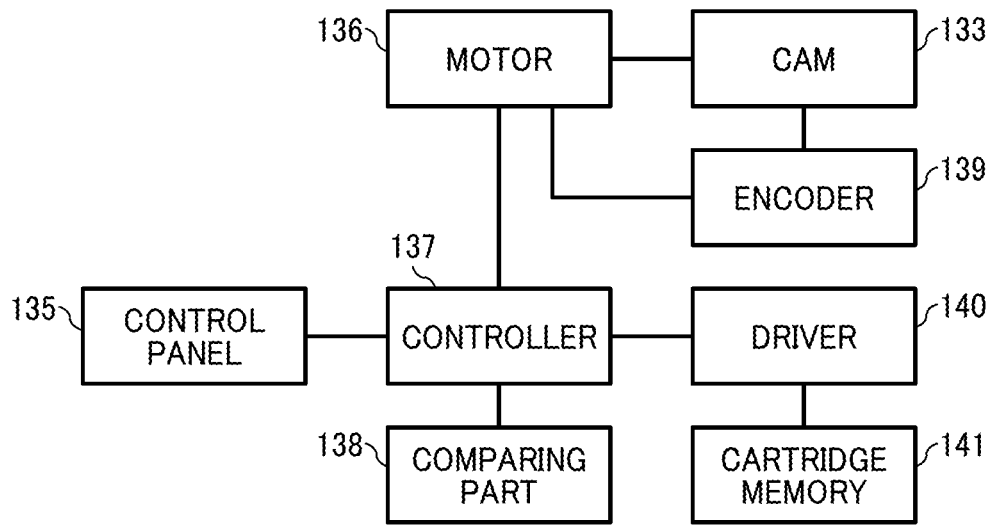 136
MOTOR
CAM
133
ENCODER
139
137
135
CONTROL
PANEL
CONTROLLER
DRIVER
140
138
COMPARING
PART
CARTRIDGE
MEMORY
141